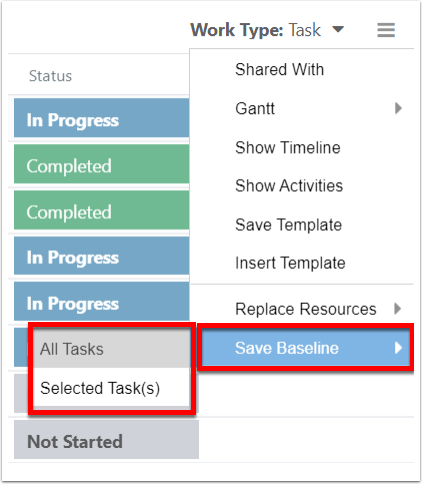 Work Type: Task
Status
In Progress
Completed
Completed
In Progress
In Progress
Not Started
Shared With
Gantt
Show Timeline
Show Activities
Save Template
Insert Template
Replace Resources
Save Baseline
All Tasks
Selected Task(s)